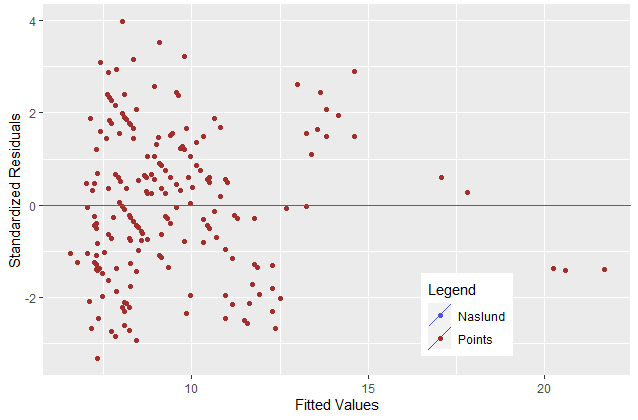 4
2
0
-2
Standardized Residuals
10
15
20
Fitted Values
Legend
Naslund
Points